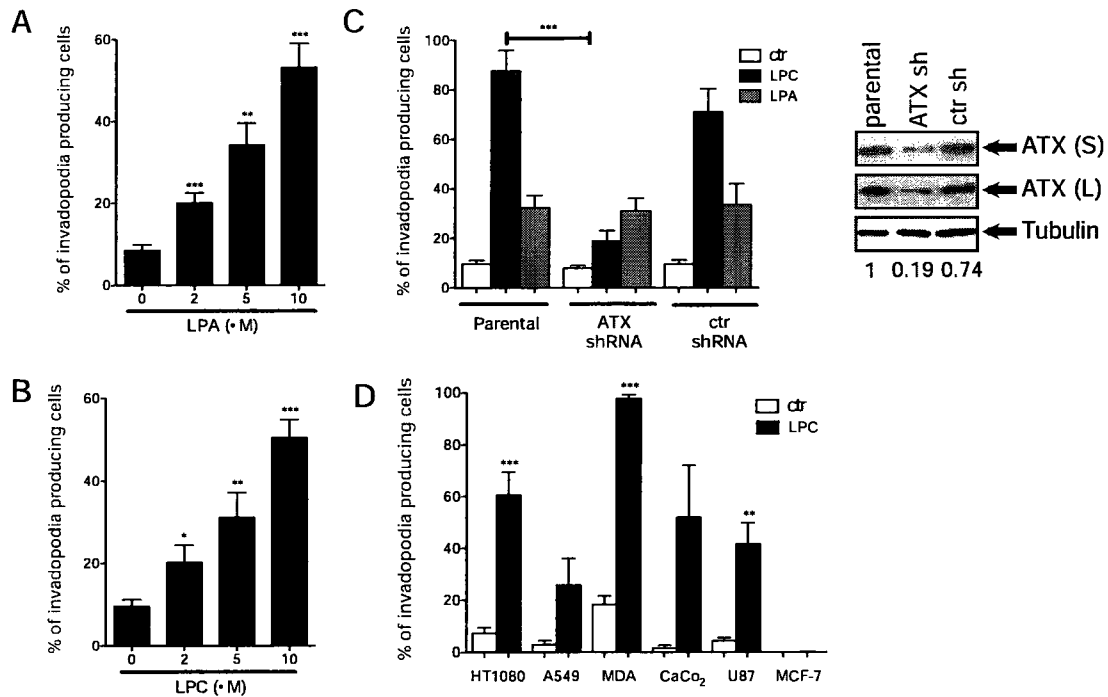 A
% of invadopodia producing cells
60
40
20
0
***
**
***
0 2 5 10
LPA (• M)
B
% of invadopodia producing cells
60
40
20
0
*
**
***
0 2 5 10
LPC (• M)
C
% of invadopodia producing cells
100
80
60
40
20
0
***
ctr
LPC
LPA
Parental
ATX
shRNA
ctr
shRNA
parental
ATX sh
ctr sh
ATX (S)
ATX (L)
Tubulin
1 0.19 0.74
D
% of invadopodia producing cells
100
80
60
40
20
0
***
***
**
ctr
LPC
HT1080 A549 MDA CaCo₂ U87 MCF-7